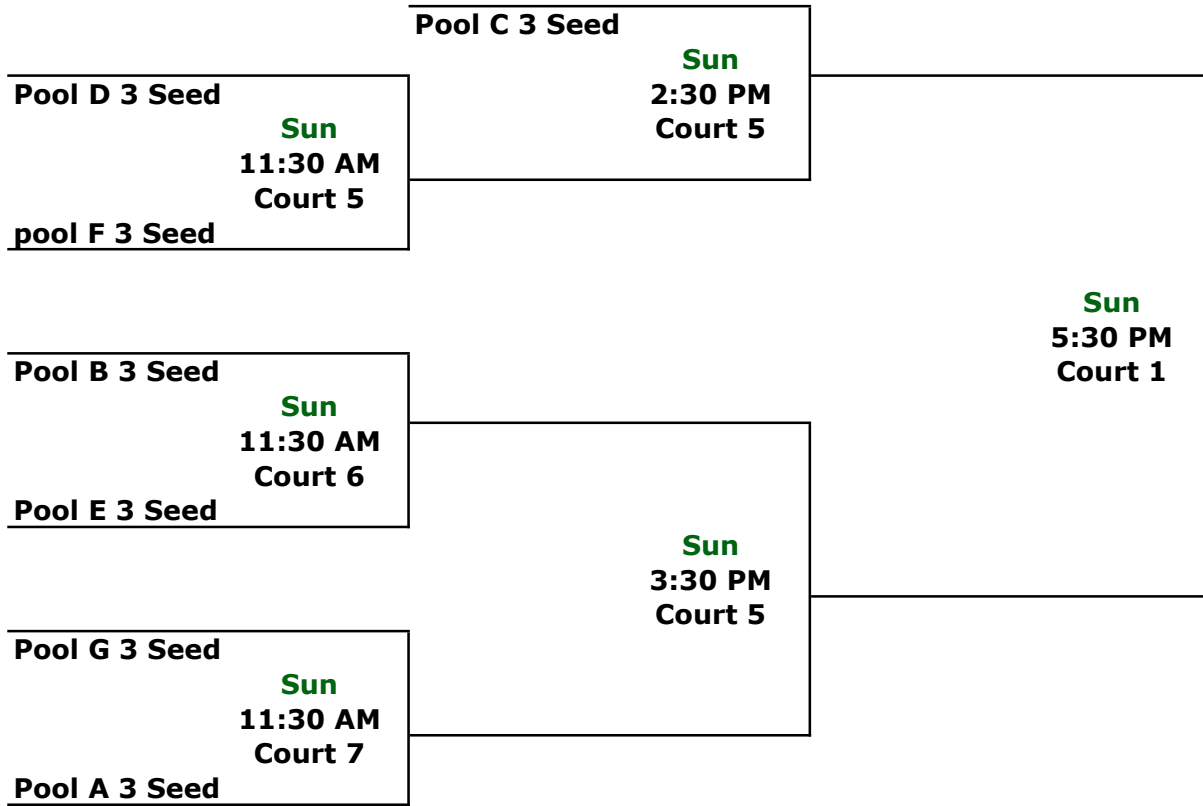 Pool C 3 Seed
Sun
2:30 PM
Court 5
Pool D 3 Seed
Sun
11:30 AM
Court 5
pool F 3 Seed
Sun
5:30 PM
Court 1
Pool B 3 Seed
Sun
11:30 AM
Court 6
Pool E 3 Seed
Sun
3:30 PM
Court 5
Pool G 3 Seed
Sun
11:30 AM
Court 7
Pool A 3 Seed